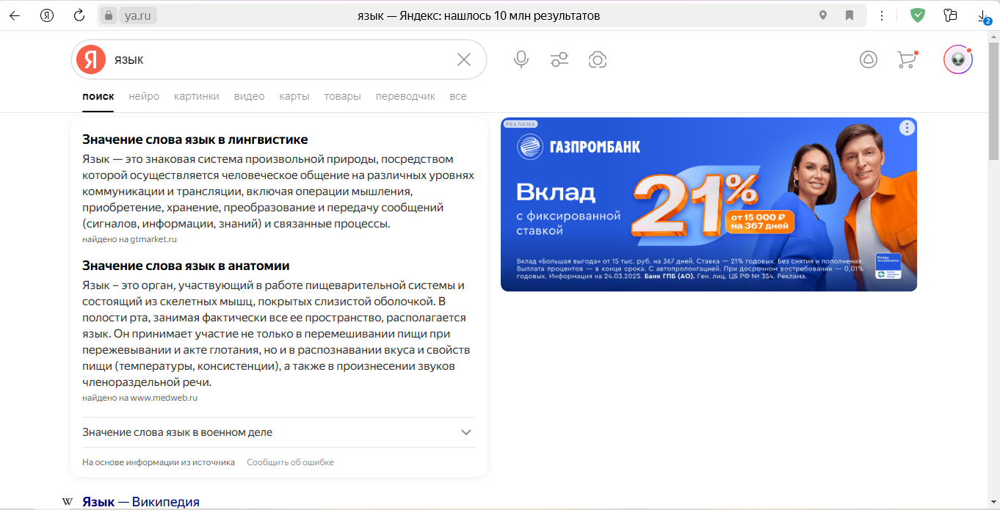 ya.ru
язык — Яндекс: нашлось 10 млн результатов
2
Я язык
поиск нейро картинки видео карты товары переводчик все
Значение слова язык в лингвистике
Язык — это знаковая система произвольной природы, посредством
которой осуществляется человеческое общение на различных уровнях
коммуникации и трансляции, включая операции мышления,
приобретение, хранение, преобразование и передачу сообщений
(сигналов, информации, знаний) и связанные процессы.
найдено на gtmarket.ru
Значение слова язык в анатомии
Язык – это орган, участвующий в работе пищеварительной системы и
состоящий из скелетных мышц, покрытых слизистой оболочкой. В
полости рта, занимая фактически все ее пространство, располагается
язык. Он принимает участие не только в перемешивании пищи при
пережевывании и акте глотания, но и в распознавании вкуса и свойств
пищи (температуры, консистенции), а также в произнесении звуков
членораздельной речи.
найдено на www.medweb.ru
Значение слова язык в военном деле
На основе информации из источника Сообщить об ошибке
W Язык — Википедия
РЕКЛАМА
ГАЗПРОМБАНК
Вклад
с фиксированной
ставкой
21%
от 15 000 ₽
на 367 дней
Вклад «Большая выгода» от 15 тыс. руб. на 367 дней. Ставка — 21% годовых. Без снятия и пополнения.
Выплата процентов — в конце срока. С автопролонгацией. При досрочном востребовании — 0,01%
годовых. Информация на 24.03.2025. Банк ГПБ (АО). Ген. лиц. ЦБ РФ № 354. Реклама.